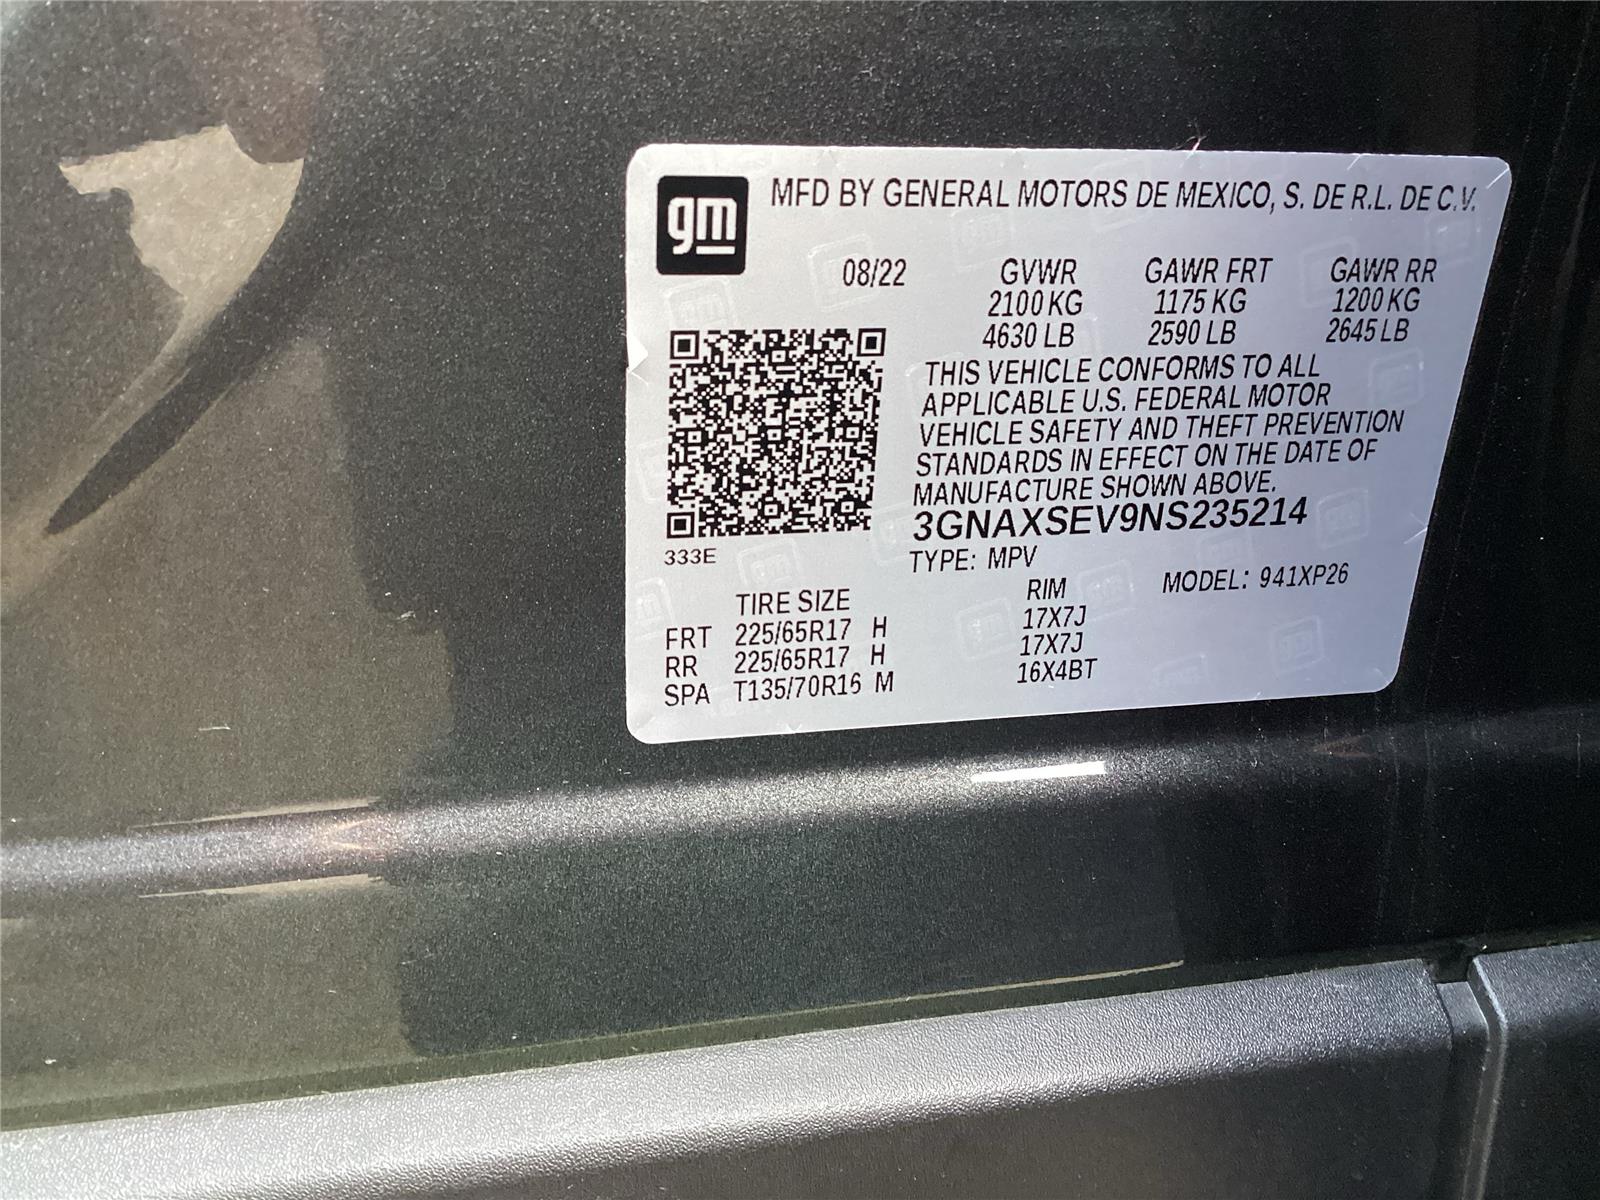 gm
MFD BY GENERAL MOTORS DE MEXICO, S. DE R.L. DE C.V.
08/22 GVWR GAWR FRT GAWR RR
2100 KG 1175 KG 1200 KG
4630 LB 2590 LB 2645 LB
THIS VEHICLE CONFORMS TO ALL
APPLICABLE U.S. FEDERAL MOTOR
VEHICLE SAFETY AND THEFT PREVENTION
STANDARDS IN EFFECT ON THE DATE OF
MANUFACTURE SHOWN ABOVE.
3GNAXSEV9NS235214
333E
TYPE: MPV
MODEL: 941XP26
TIRE SIZE RIM
FRT 225/65R17 H 17X7J
RR 225/65R17 H 17X7J
SPA T135/70R16 M 16X4BT